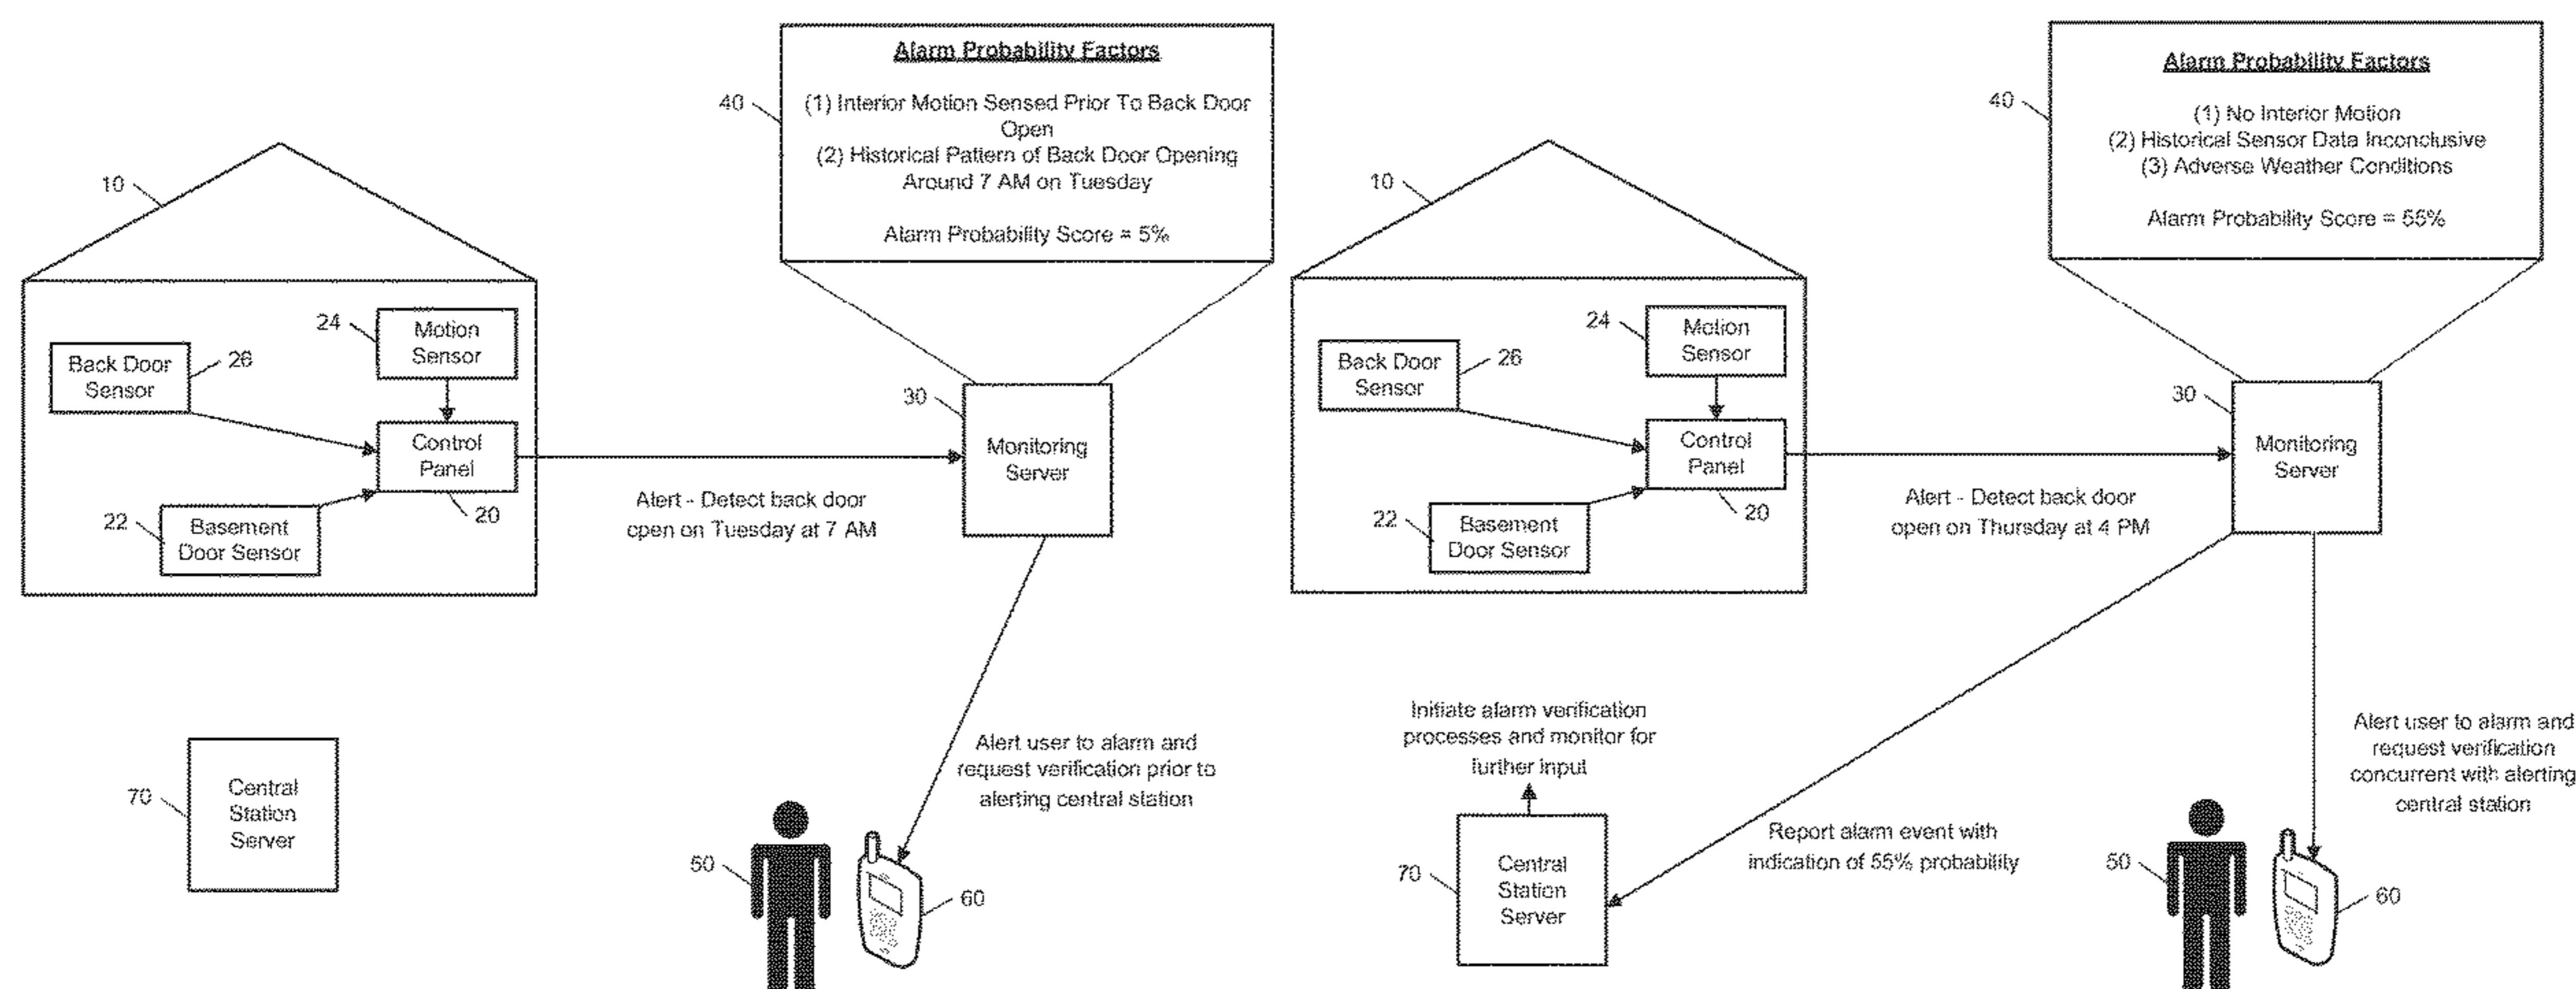 Alarm Probability Factors
(1) Interior Motion Sensed Prior To Back Door
Open
(2) Historical Pattern of Back Door Opening
Around 7 AM on Tuesday
Alarm Probability Score = 5%
40
10
24
Motion
Sensor
Back Door
Sensor
26
Control
Panel
20
22
Basement
Door Sensor
Alert - Detect back door
open on Tuesday at 7 AM
30
Monitoring
Server
Alert user to alarm and
request verification prior to
alerting central station
70
Central
Station
Server
50
60
Alarm Probability Factors
(1) No Interior Motion
(2) Historical Sensor Data Inconclusive
(3) Adverse Weather Conditions
Alarm Probability Score = 55%
40
10
24
Motion
Sensor
Back Door
Sensor
26
Control
Panel
20
22
Basement
Door Sensor
Alert - Detect back door
open on Thursday at 4 PM
30
Monitoring
Server
Initiate alarm verification
processes and monitor for
further input
70
Central
Station
Server
Report alarm event with
indication of 55% probability
Alert user to alarm and
request verification
concurrent with alerting
central station
50
60